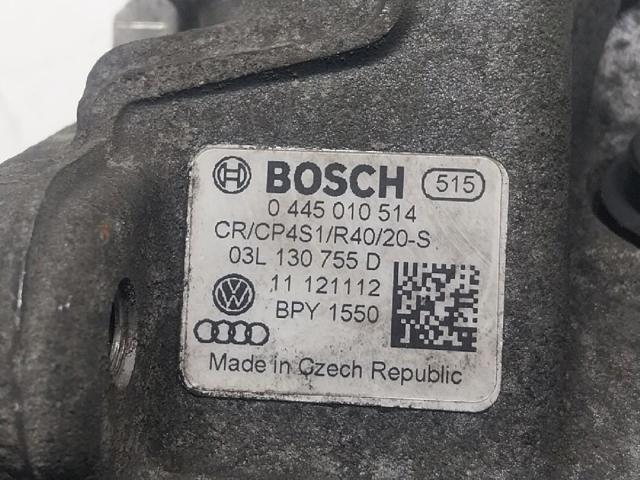 BOSCH 515
0 445 010 514
CR/CP4S1/R40/20-S
03L 130 755 D
11 121112
BPY 1550
Made in Czech Republic